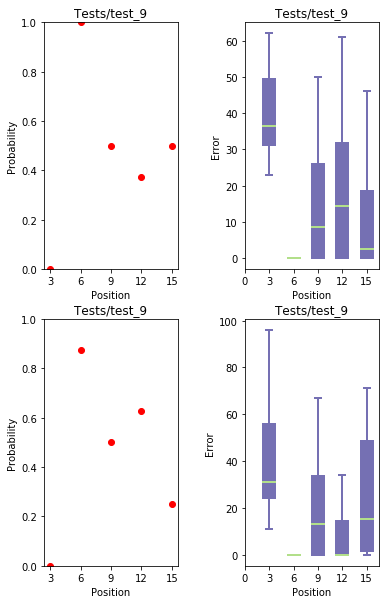 Tests/test_9
1.0
0.8
0.6
0.4
0.2
0.0
Probability
3 6 9 12 15
Position
Tests/test_9
60
50
40
30
20
10
0
Error
0 3 6 9 12 15
Position
Tests/test_9
1.0
0.8
0.6
0.4
0.2
0.0
Probability
3 6 9 12 15
Position
Tests/test_9
100
80
60
40
20
0
Error
0 3 6 9 12 15
Position